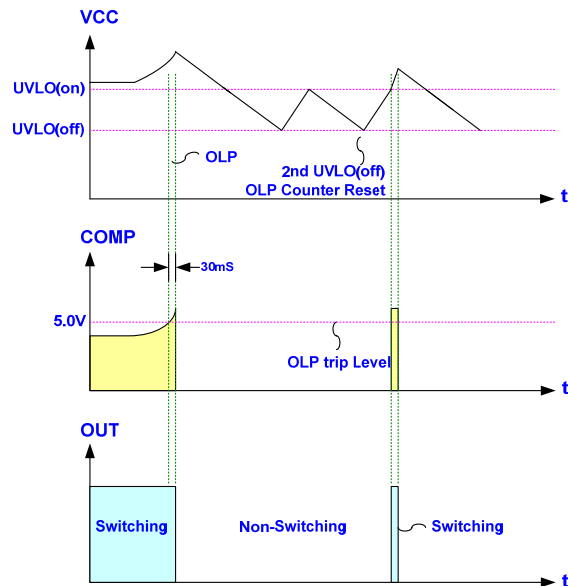 VCC
UVLO(on)
UVLO(off)
OLP
2nd UVLO(off)
OLP Counter Reset
t
COMP
30mS
5.0V
OLP trip Level
t
OUT
Switching
Non-Switching
Switching
t